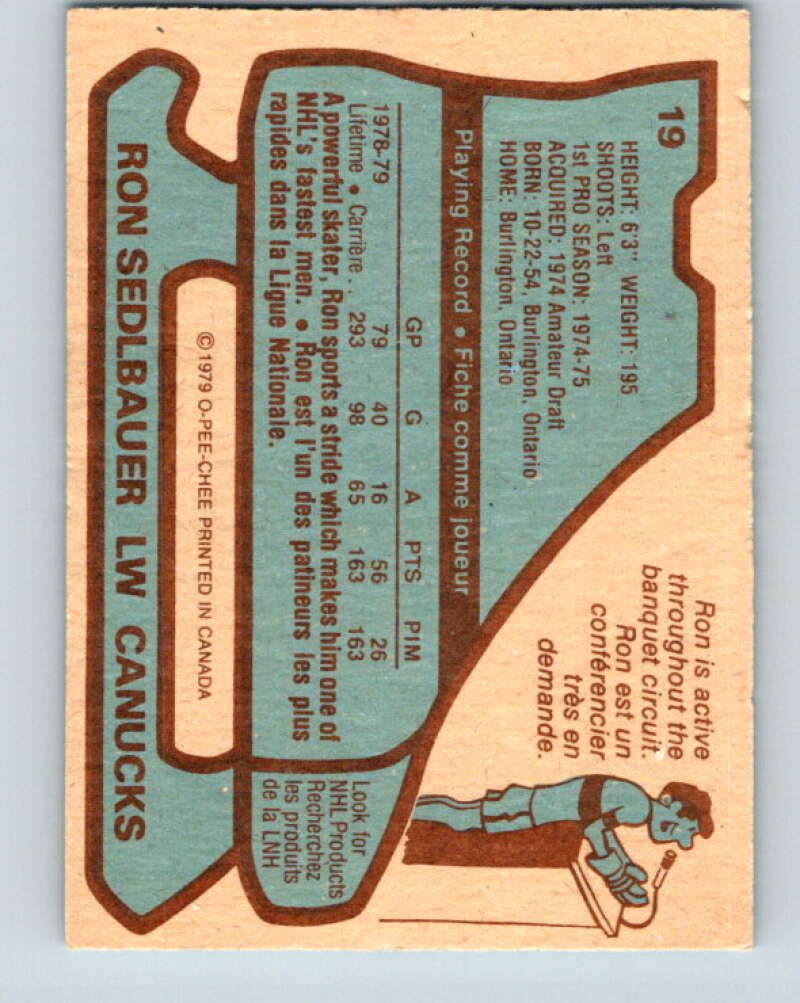 19
HEIGHT: 6'3" WEIGHT: 195
SHOOTS: Left
1st PRO SEASON: 1974-75
ACQUIRED: 1974 Amateur Draft
BORN: 10-22-54, Burlington, Ontario
HOME: Burlington, Ontario
Ron is active
throughout the
banquet circuit.
Ron est un
conférencier
très en
demande.
Playing Record • Fiche comme joueur
GP G A PTS PIM
1978-79 79 40 16 56 26
Lifetime • Carrière . . 293 98 65 163 163
A powerful skater, Ron sports a stride which makes him one of
NHL's fastest men. • Ron est l'un des patineurs les plus
rapides dans la Ligue Nationale.
Look for
NHL Products
Recherchez
les produits
de la LNH
©1979 O-PEE-CHEE PRINTED IN CANADA
RON SEDLBAUER LW CANUCKS